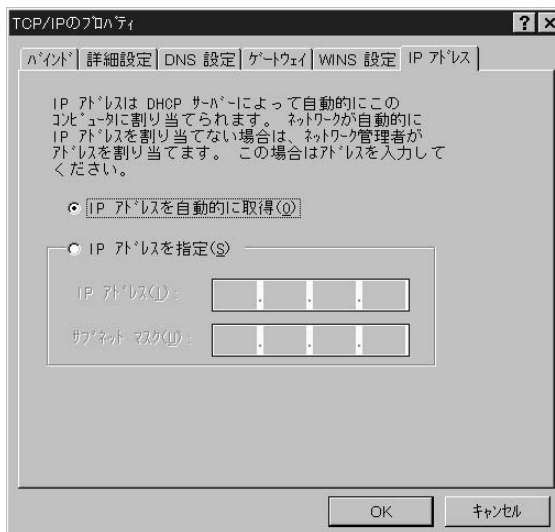 TCP/IPのﾌﾟﾛﾊﾟﾃｨ
ﾊﾞｲﾝﾄﾞ 詳細設定 DNS 設定 ｹﾞｰﾄｳｪｲ WINS 設定 IP ｱﾄﾞﾚｽ
IP ｱﾄﾞﾚｽは DHCP ｻｰﾊﾞｰによって自動的にこの
ｺﾝﾋﾟｭｰﾀに割り当てられます。 ﾈｯﾄﾜｰｸが自動的に
IP ｱﾄﾞﾚｽを割り当てない場合は、ﾈｯﾄﾜｰｸ管理者が
ｱﾄﾞﾚｽを割り当てます。 この場合はｱﾄﾞﾚｽを入力して
ください。
IP ｱﾄﾞﾚｽを自動的に取得(O)
IP ｱﾄﾞﾚｽを指定(S)
IP ｱﾄﾞﾚｽ(I):
ｻﾌﾞﾈｯﾄ ﾏｽｸ(U):
OK ｷｬﾝｾﾙ